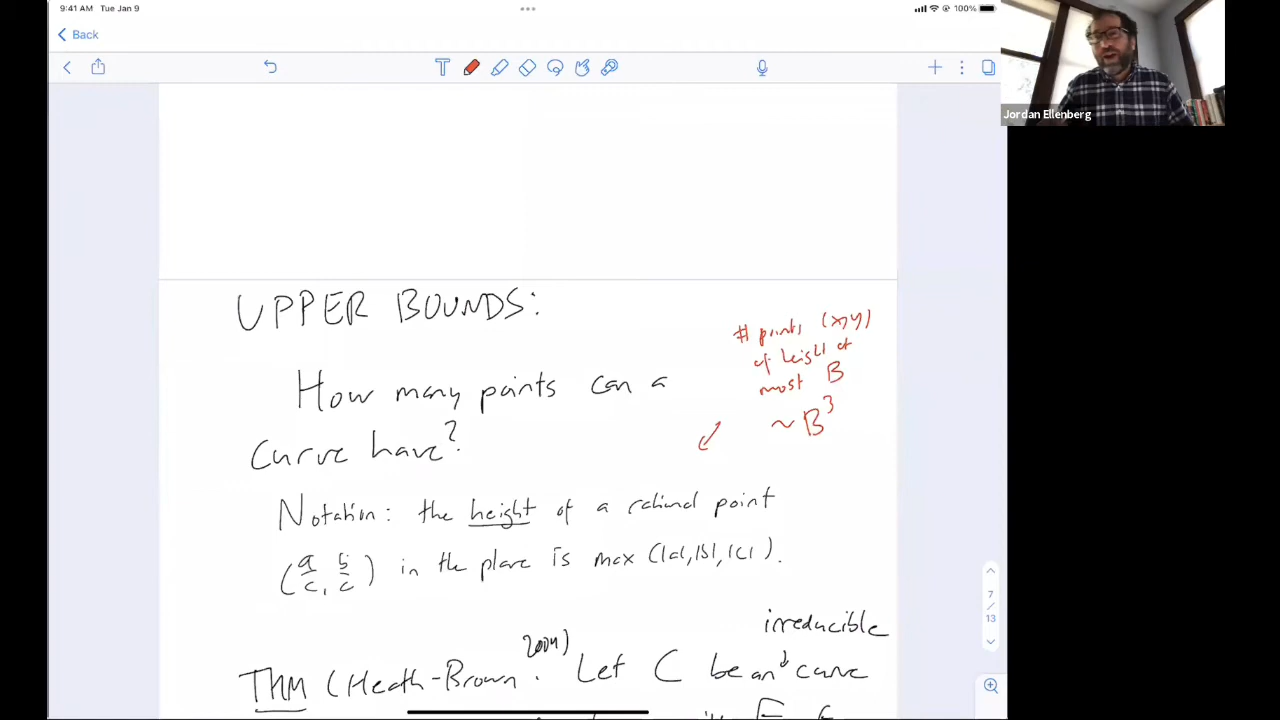 9:41 AM Tue Jan 9
100%
Back
Jordan Ellenberg
UPPER BOUNDS:
# points (x,y)
of height at
most B
~ B³
How many points can a
curve have?
Notation: the height of a rational point
(a/c, b/c) in the plane is max(|a|,|b|,|c|).
irreducible
2004)
THM (Heath-Brown. Let C be an curve
7
/
13